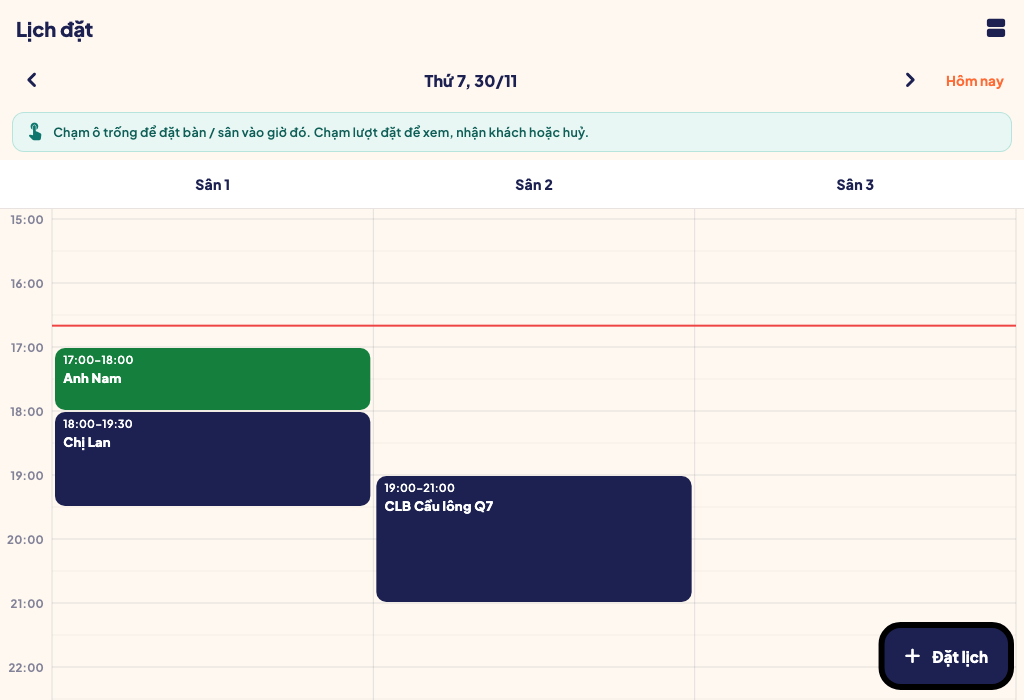 Lịch đặt
Thứ 7, 30/11
Hôm nay
Chạm ô trống để đặt bàn / sân vào giờ đó. Chạm lượt đặt để xem, nhận khách hoặc huỷ.
Sân 1
Sân 2
Sân 3
15:00
16:00
17:00
17:00–18:00
Anh Nam
18:00
18:00–19:30
Chị Lan
19:00
19:00–21:00
CLB Cầu lông Q7
20:00
21:00
22:00
+ Đặt lịch